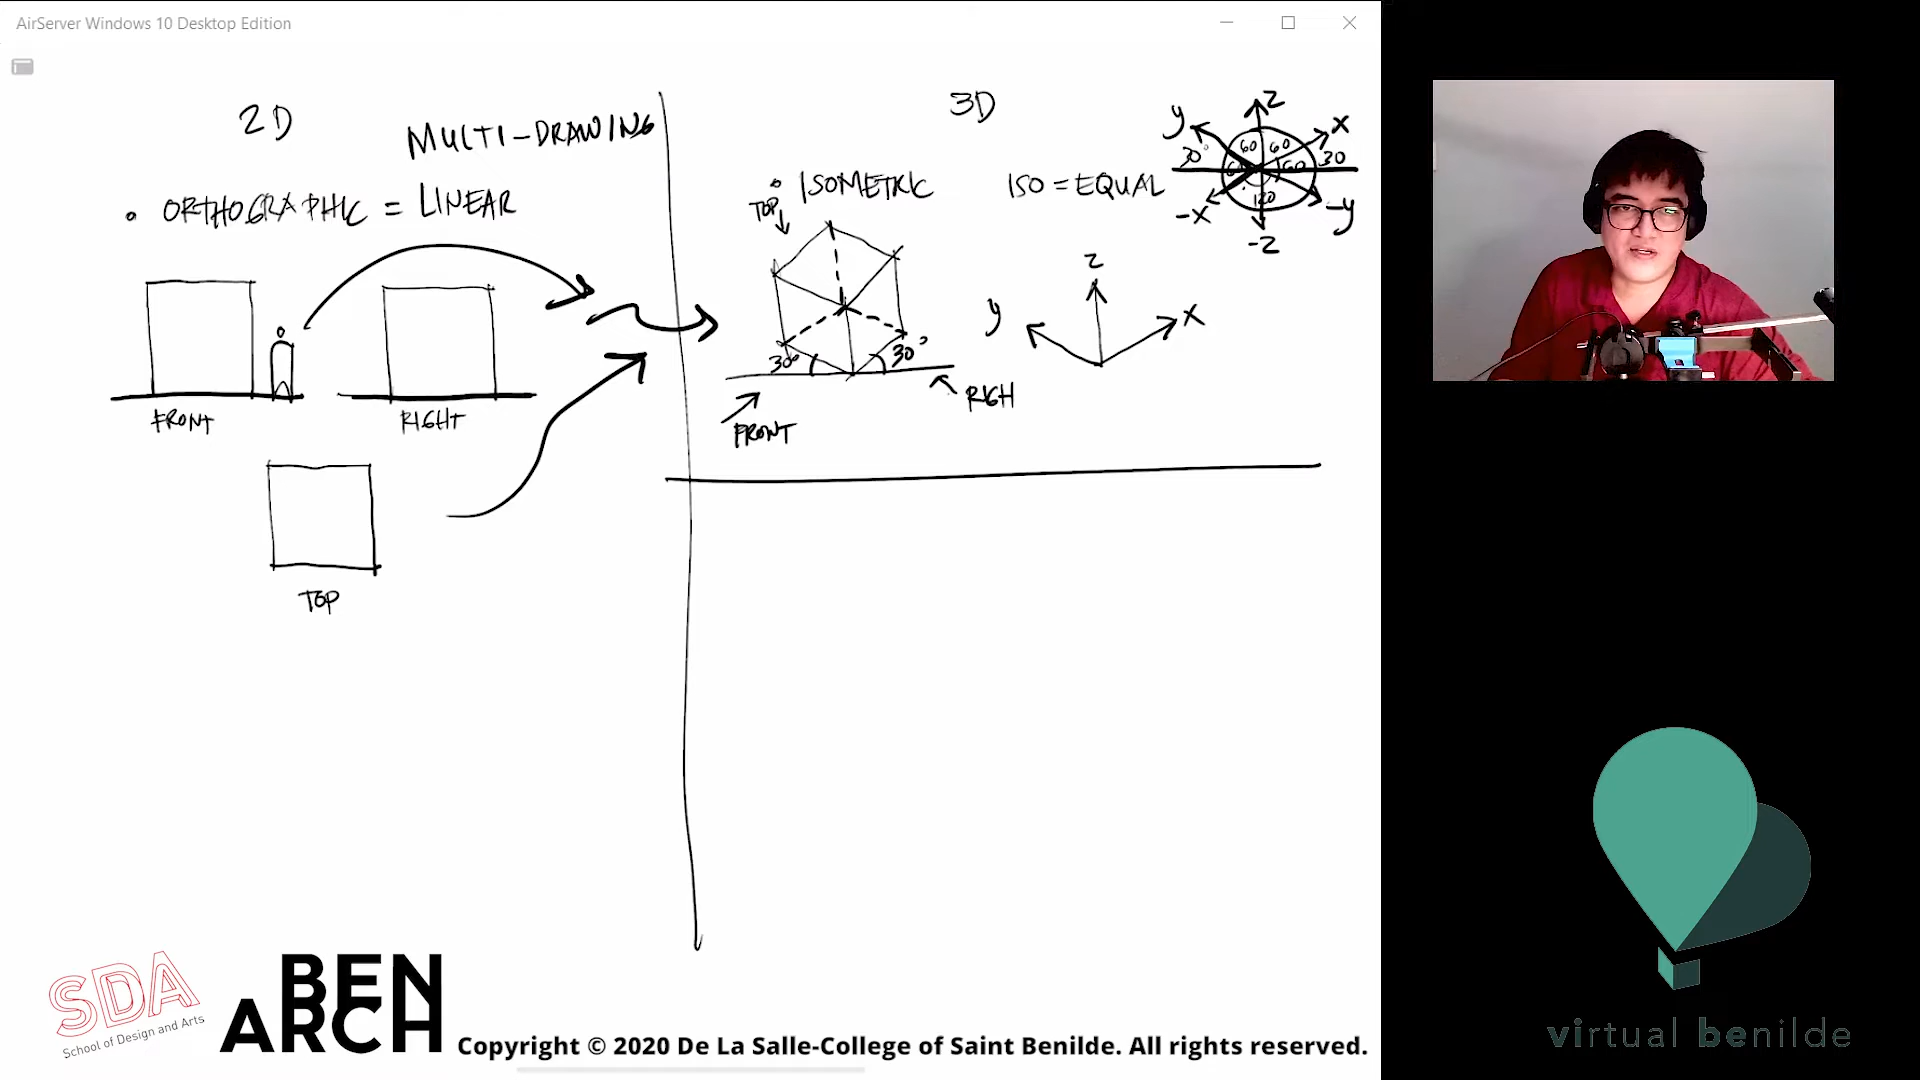 AirServer Windows 10 Desktop Edition
2D
MULTI-DRAWING
• ORTHOGRAPHIC = LINEAR
FRONT
RIGHT
TOP
3D
• ISOMETRIC
ISO = EQUAL
TOP
30°
30°
FRONT
RIGH
z
y
x
z
y
x
30°
60
60
60
30
120
-x
-y
-z
SDA
School of Design and Arts
BEN
ARCH
Copyright © 2020 De La Salle-College of Saint Benilde. All rights reserved.
virtual benilde